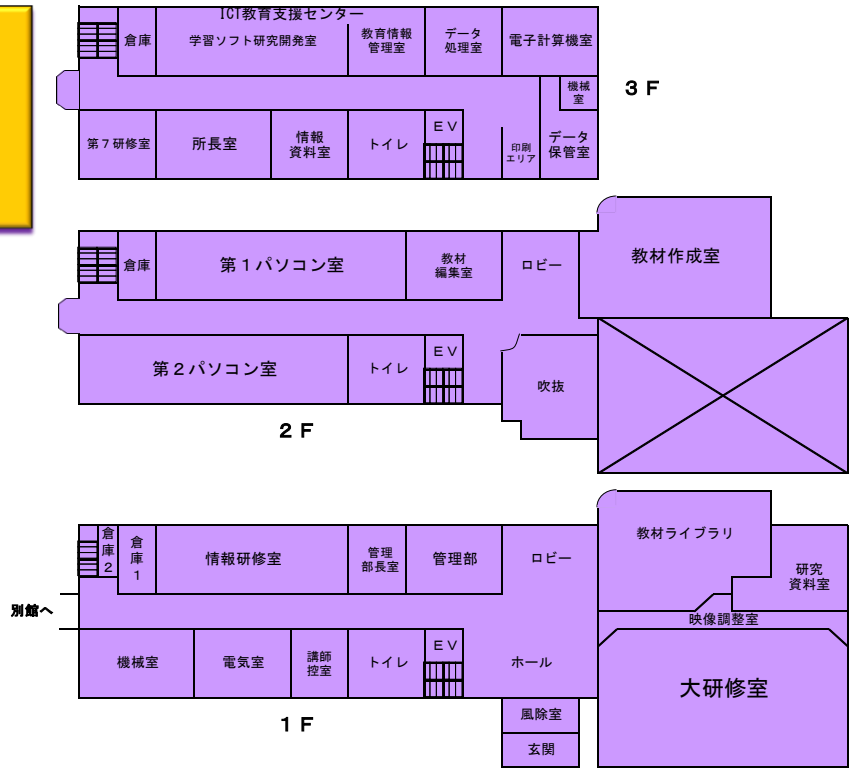 ICT教育支援センター
倉庫
学習ソフト研究開発室
教育情報
管理室
データ
処理室
電子計算機室
機械
室
3F
第7研修室
所長室
情報
資料室
トイレ
EV
印刷
エリア
データ
保管室
倉庫
第1パソコン室
教材
編集室
ロビー
教材作成室
第2パソコン室
トイレ
EV
吹抜
2F
倉庫2
倉庫1
情報研修室
管理
部長室
管理部
ロビー
教材ライブラリ
研究
資料室
別館へ
映像調整室
機械室
電気室
講師
控室
トイレ
EV
ホール
大研修室
1F
風除室
玄関